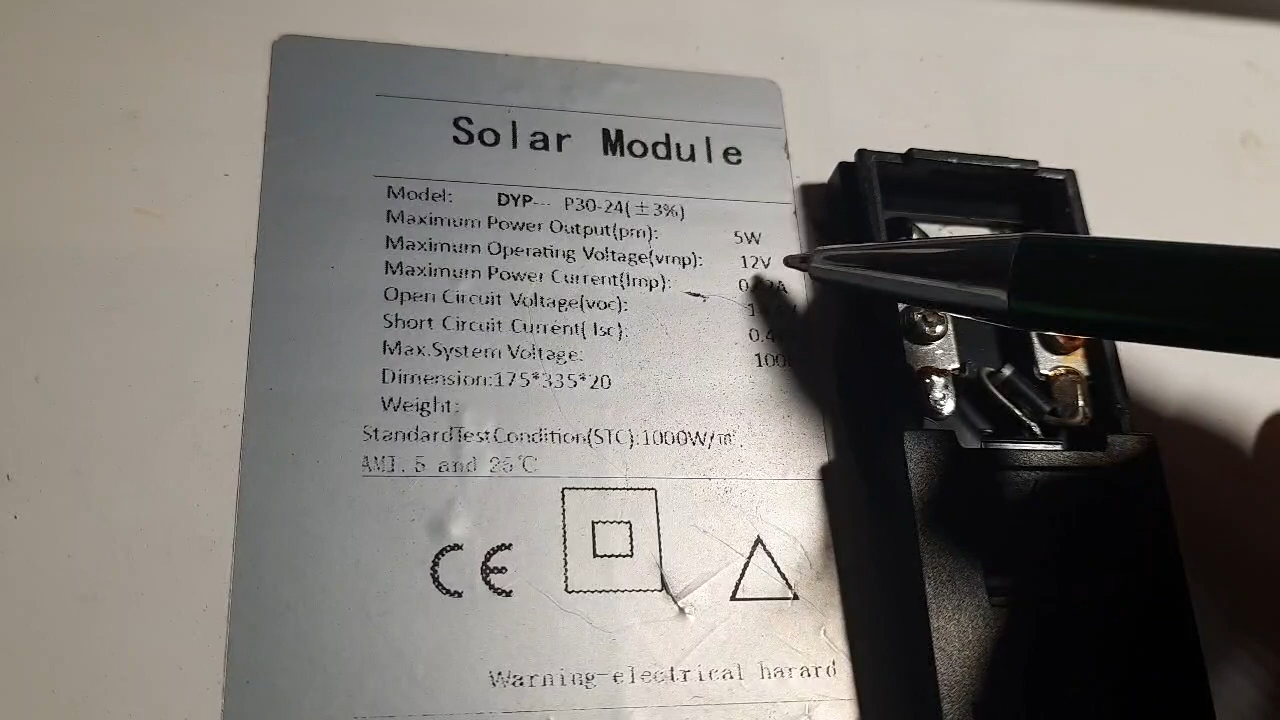 Solar Module
Model: DYP--- P30-24(±3%)
Maximum Power Output(pm): 5W
Maximum Operating Voltage(vmp): 12V
Maximum Power Current(Imp):
Open Circuit Voltage(voc):
Short Circuit Current( Isc):
Max.System Voltage:
Dimension:175*335*20
Weight:
StandardTestCondition(STC):1000W/㎡,
AM1.5 and 25℃
CE
Warning-electrical harard